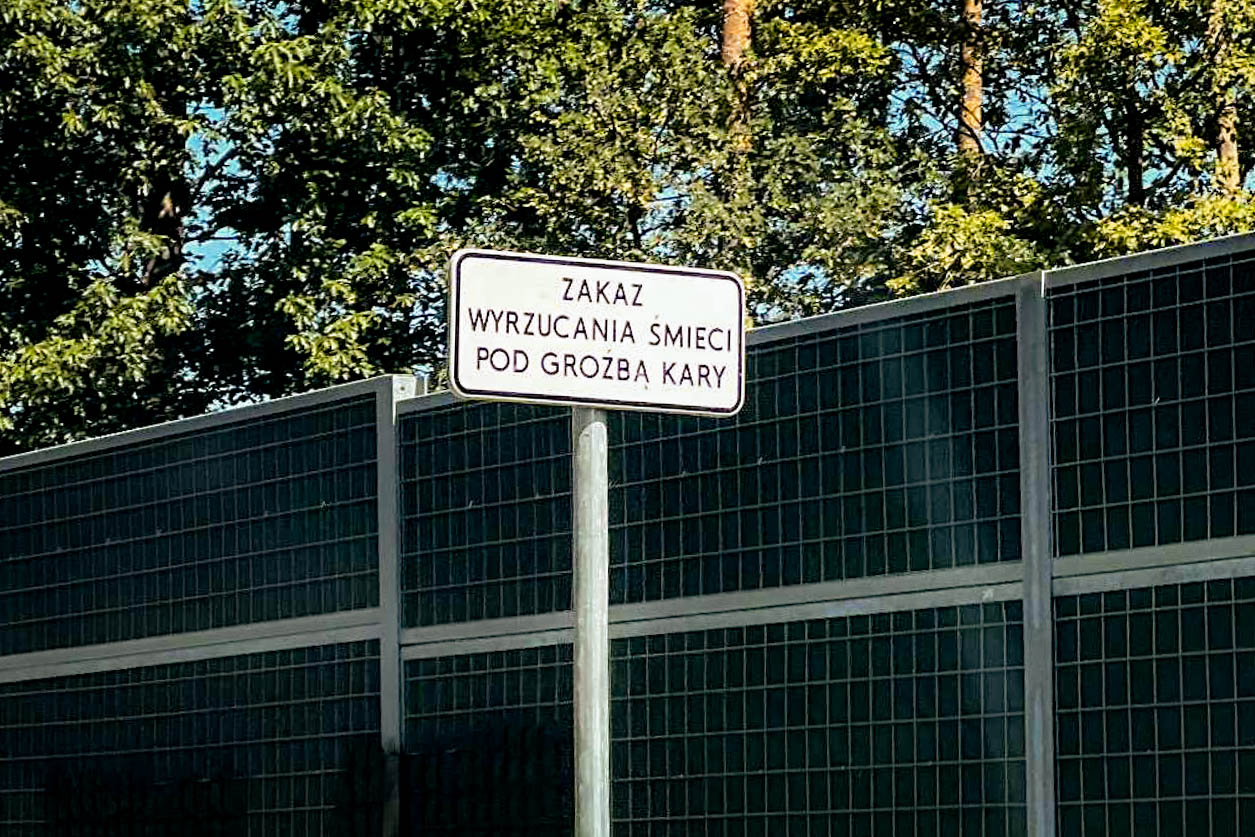 ZAKAZ
WYRZUCANIA ŚMIECI
POD GROŹBĄ KARY